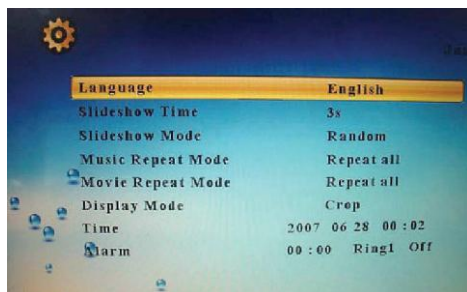 Language English
Slideshow Time 3s
Slideshow Mode Random
Music Repeat Mode Repeat all
Movie Repeat Mode Repeat all
Display Mode Crop
Time 2007 06 28 00:02
Alarm 00:00 Ring1 Off